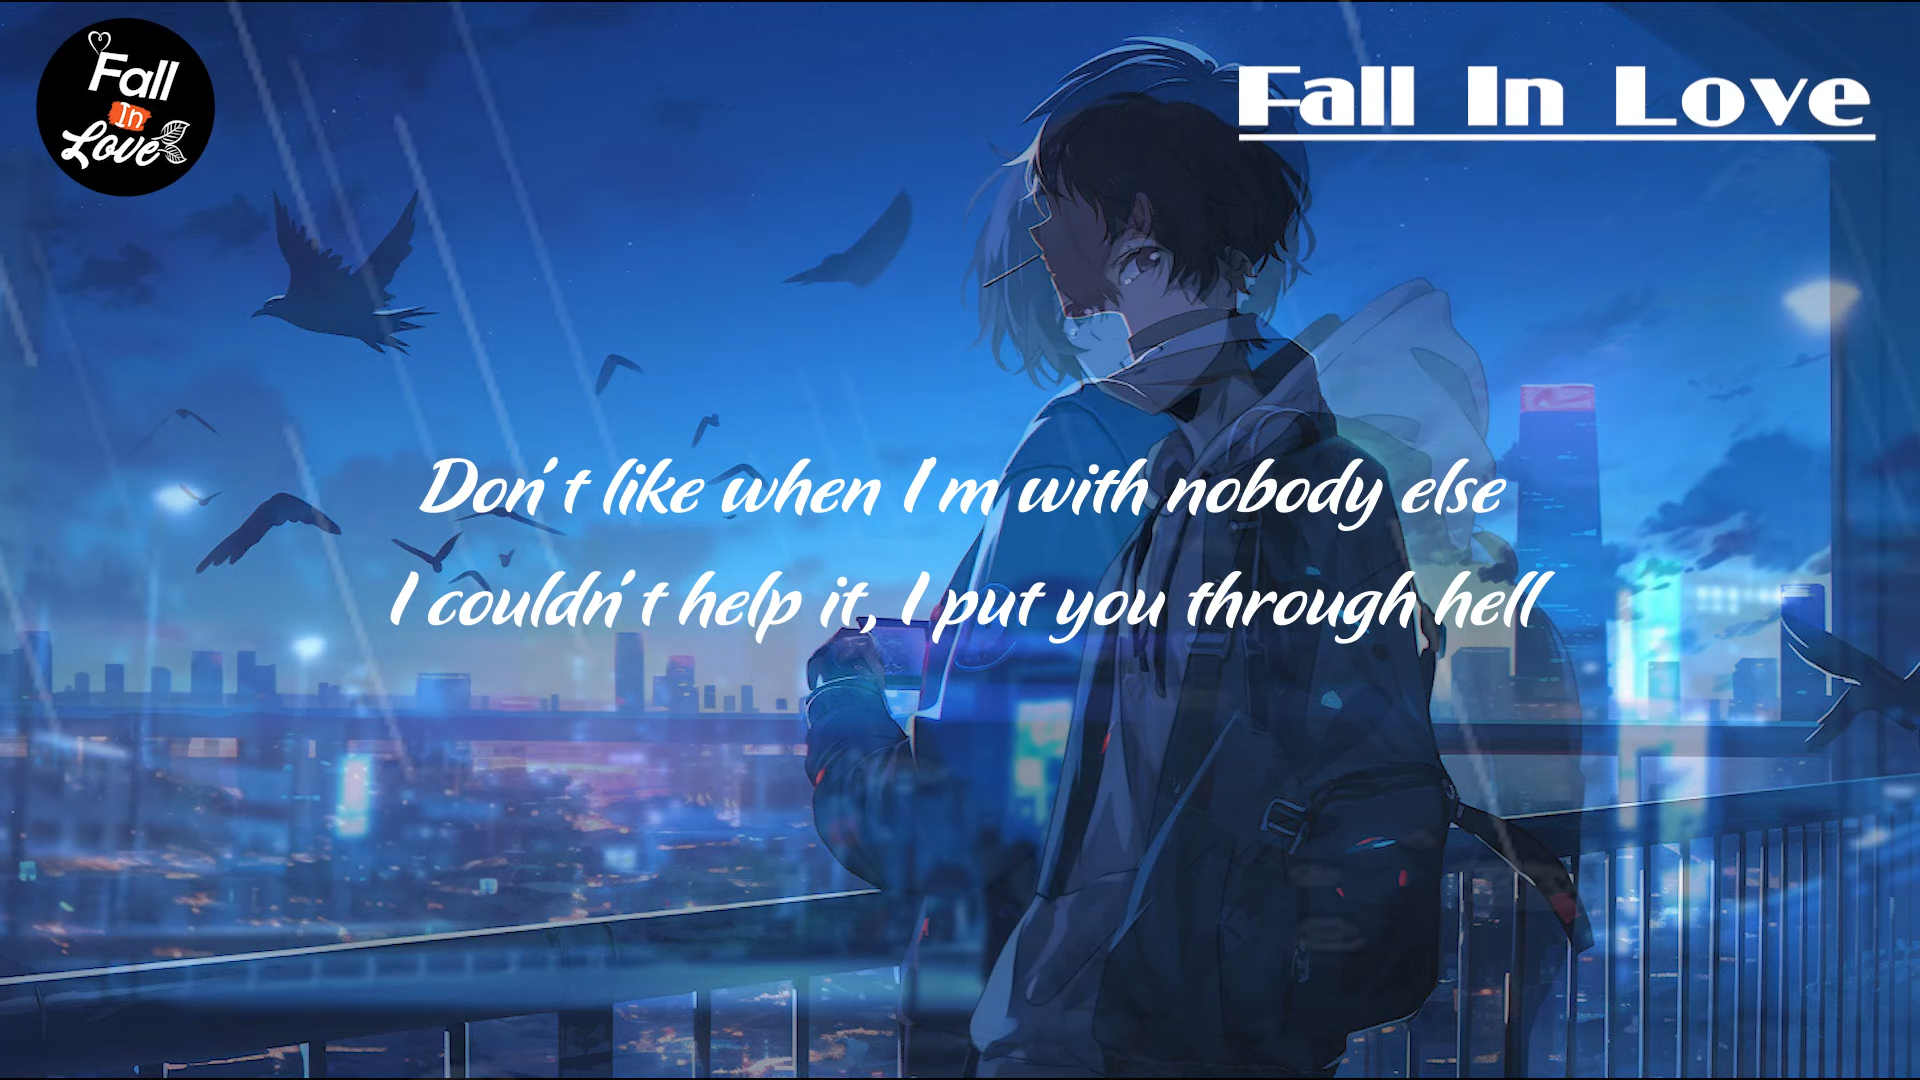 Fall
In
Love
Fall In Love
Don't like when I m with nobody else
I couldn't help it, I put you through hell